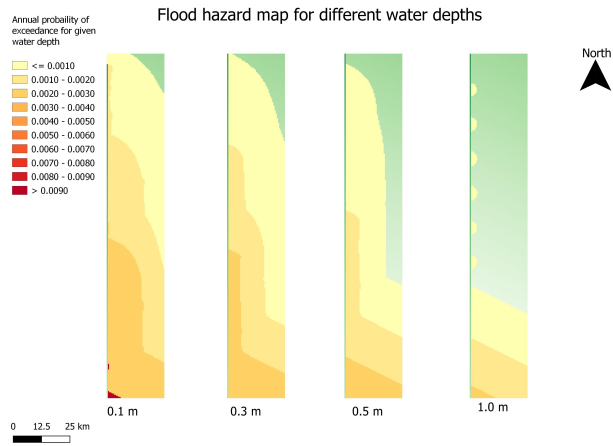 Flood hazard map for different water depths
Annual probaility of
exceedance for given
water depth
<= 0.0010
0.0010 - 0.0020
0.0020 - 0.0030
0.0030 - 0.0040
0.0040 - 0.0050
0.0050 - 0.0060
0.0060 - 0.0070
0.0070 - 0.0080
0.0080 - 0.0090
> 0.0090
North
0.1 m
0.3 m
0.5 m
1.0 m
0 12.5 25 km